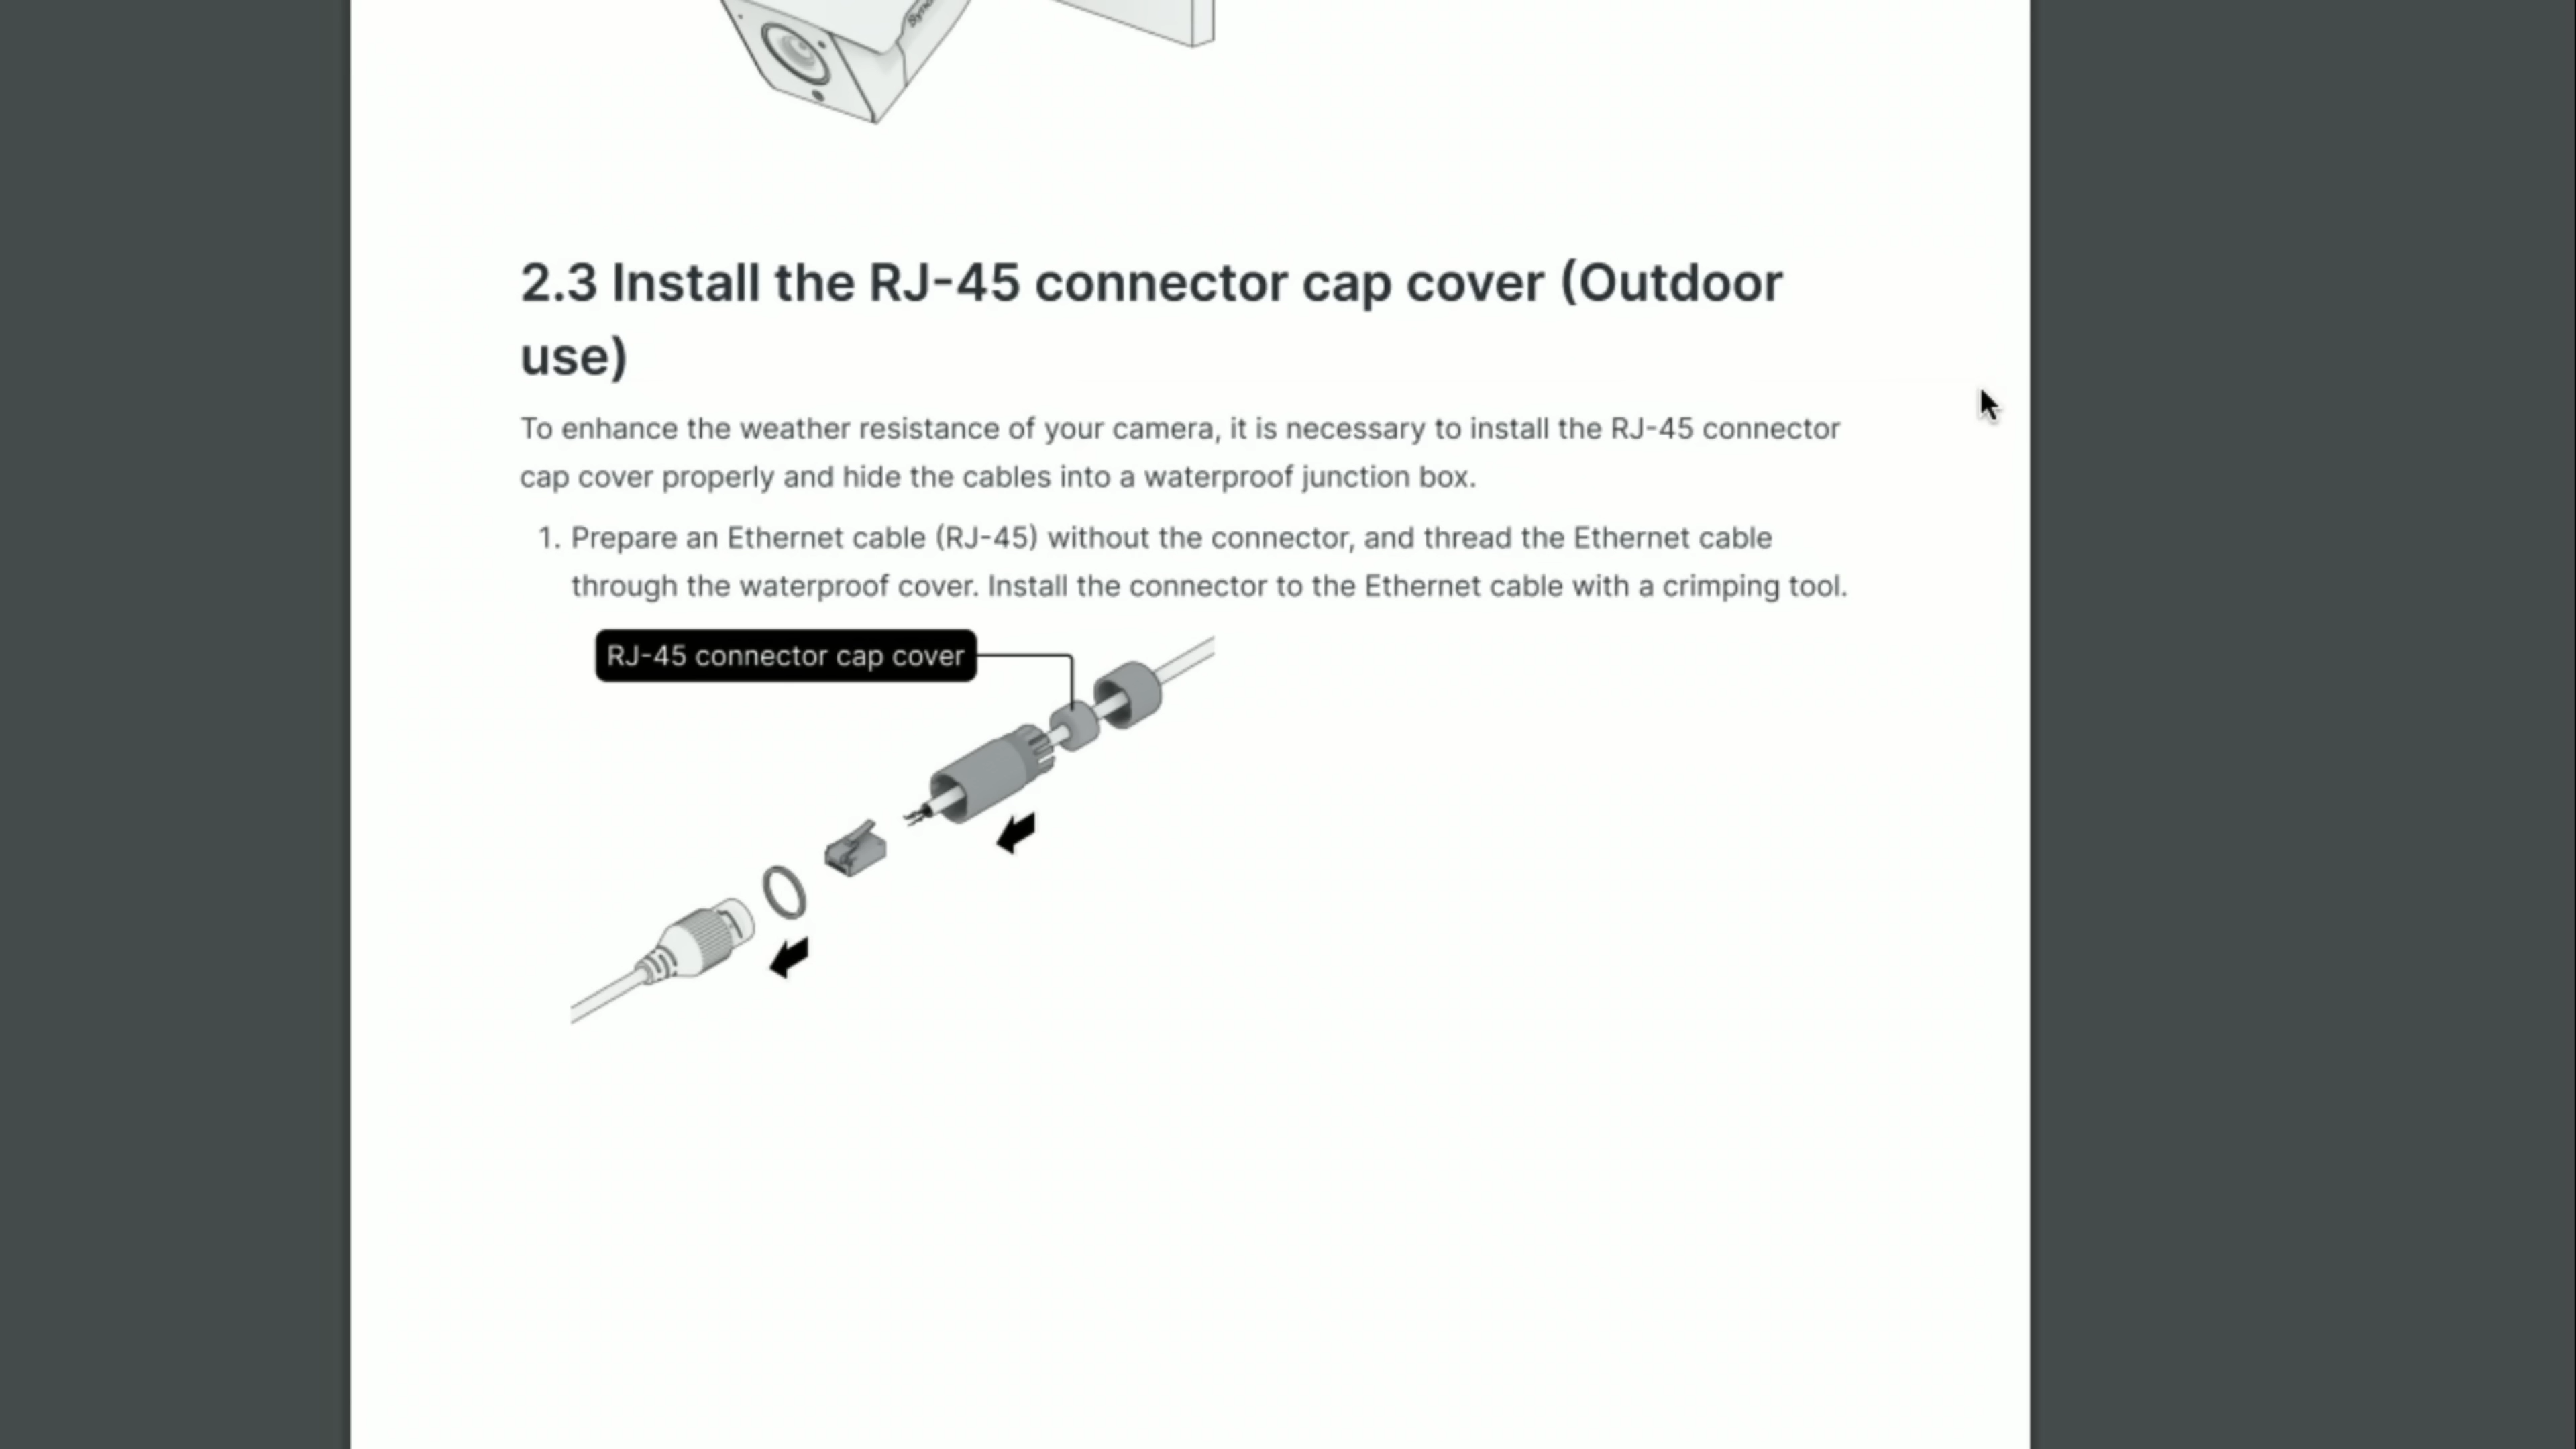 2.3 Install the RJ-45 connector cap cover (Outdoor
use)
To enhance the weather resistance of your camera, it is necessary to install the RJ-45 connector
cap cover properly and hide the cables into a waterproof junction box.
1. Prepare an Ethernet cable (RJ-45) without the connector, and thread the Ethernet cable
through the waterproof cover. Install the connector to the Ethernet cable with a crimping tool.
RJ-45 connector cap cover